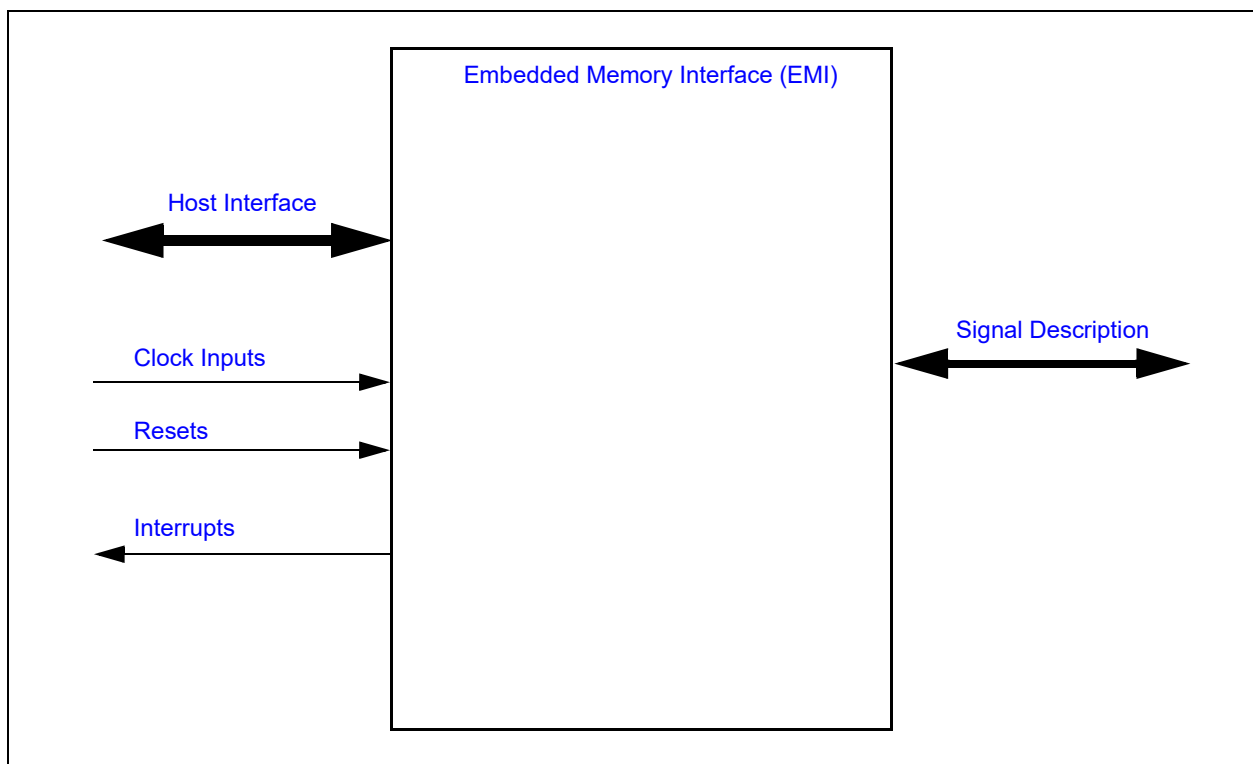 Embedded Memory Interface (EMI)
Host Interface
Signal Description
Clock Inputs
Resets
Interrupts